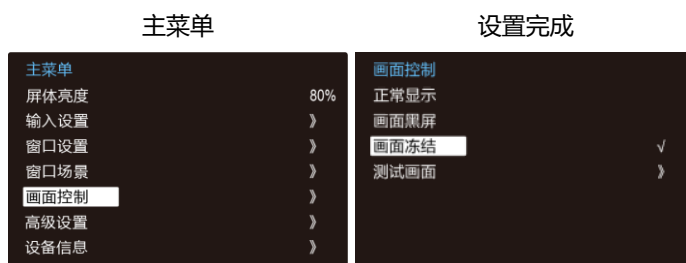 主菜单
设置完成
主菜单
屏体亮度 80%
输入设置 》
窗口设置 》
窗口场景 》
画面控制 》
高级设置 》
设备信息 》
画面控制
正常显示
画面黑屏
画面冻结 √
测试画面 》